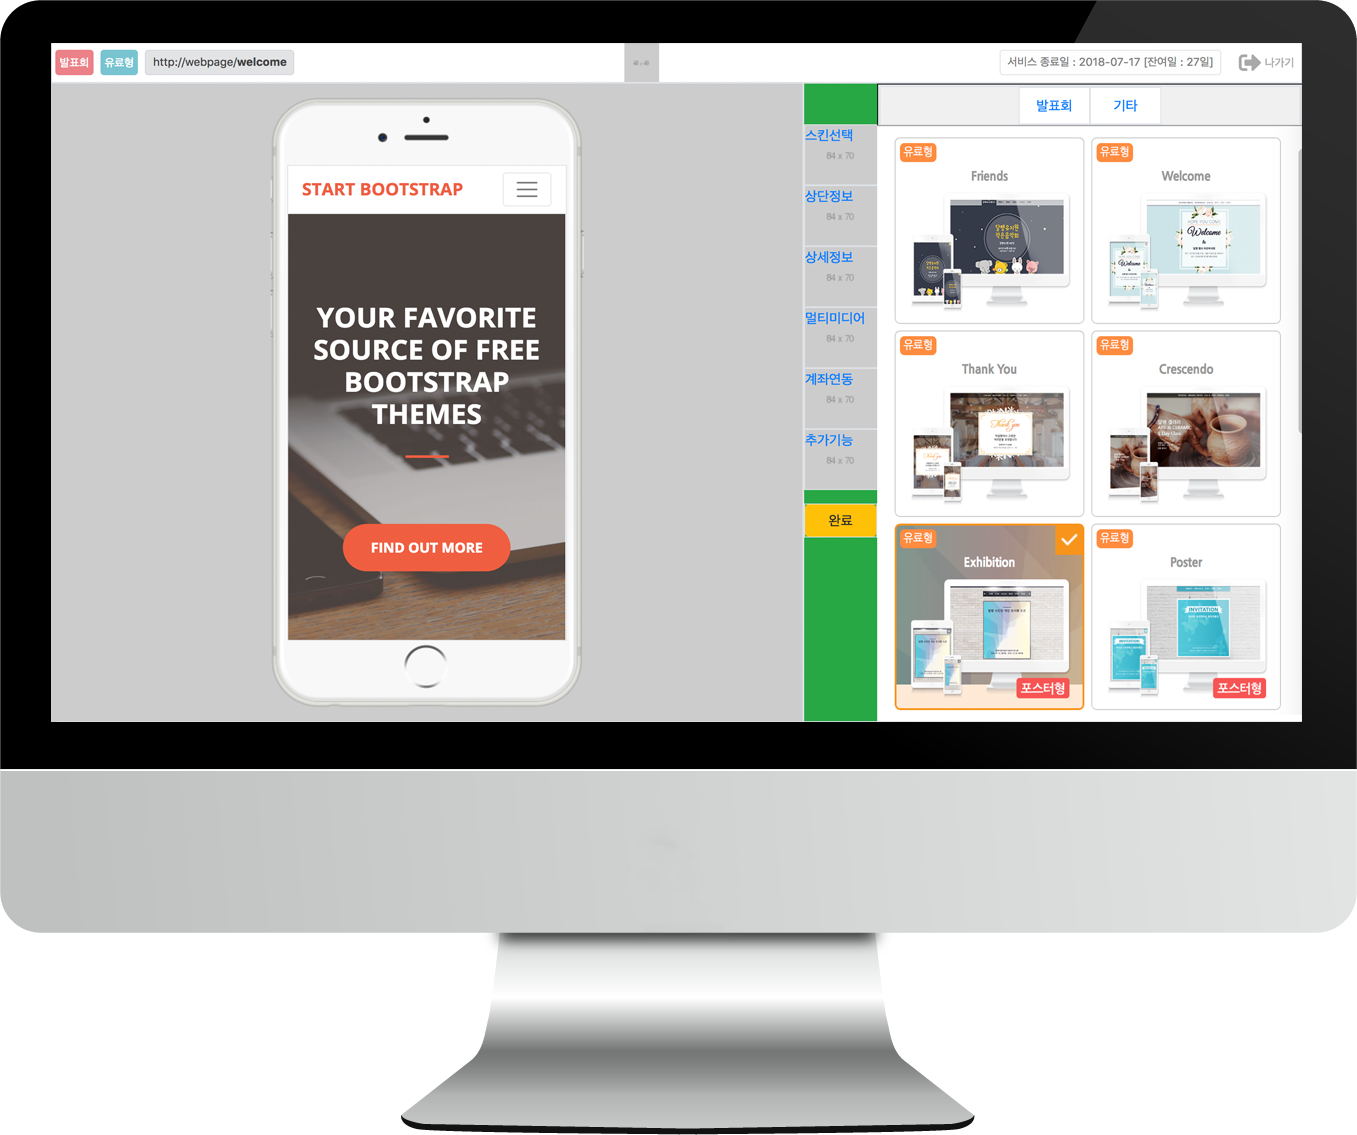 발표회
유료형
http://webpage/welcome
서비스 종료일 : 2018-07-17 [잔여일 : 27일]
나가기
START BOOTSTRAP
YOUR FAVORITE
SOURCE OF FREE
BOOTSTRAP
THEMES
FIND OUT MORE
스킨선택
84 x 70
상단정보
84 x 70
상세정보
84 x 70
멀티미디어
84 x 70
계좌연동
84 x 70
추가기능
84 x 70
완료
발표회
기타
유료형
Friends
유료형
Welcome
Welcome
유료형
Thank You
Thank you
유료형
Crescendo
유료형
Exhibition
포스터형
유료형
Poster
INVITATION
포스터형